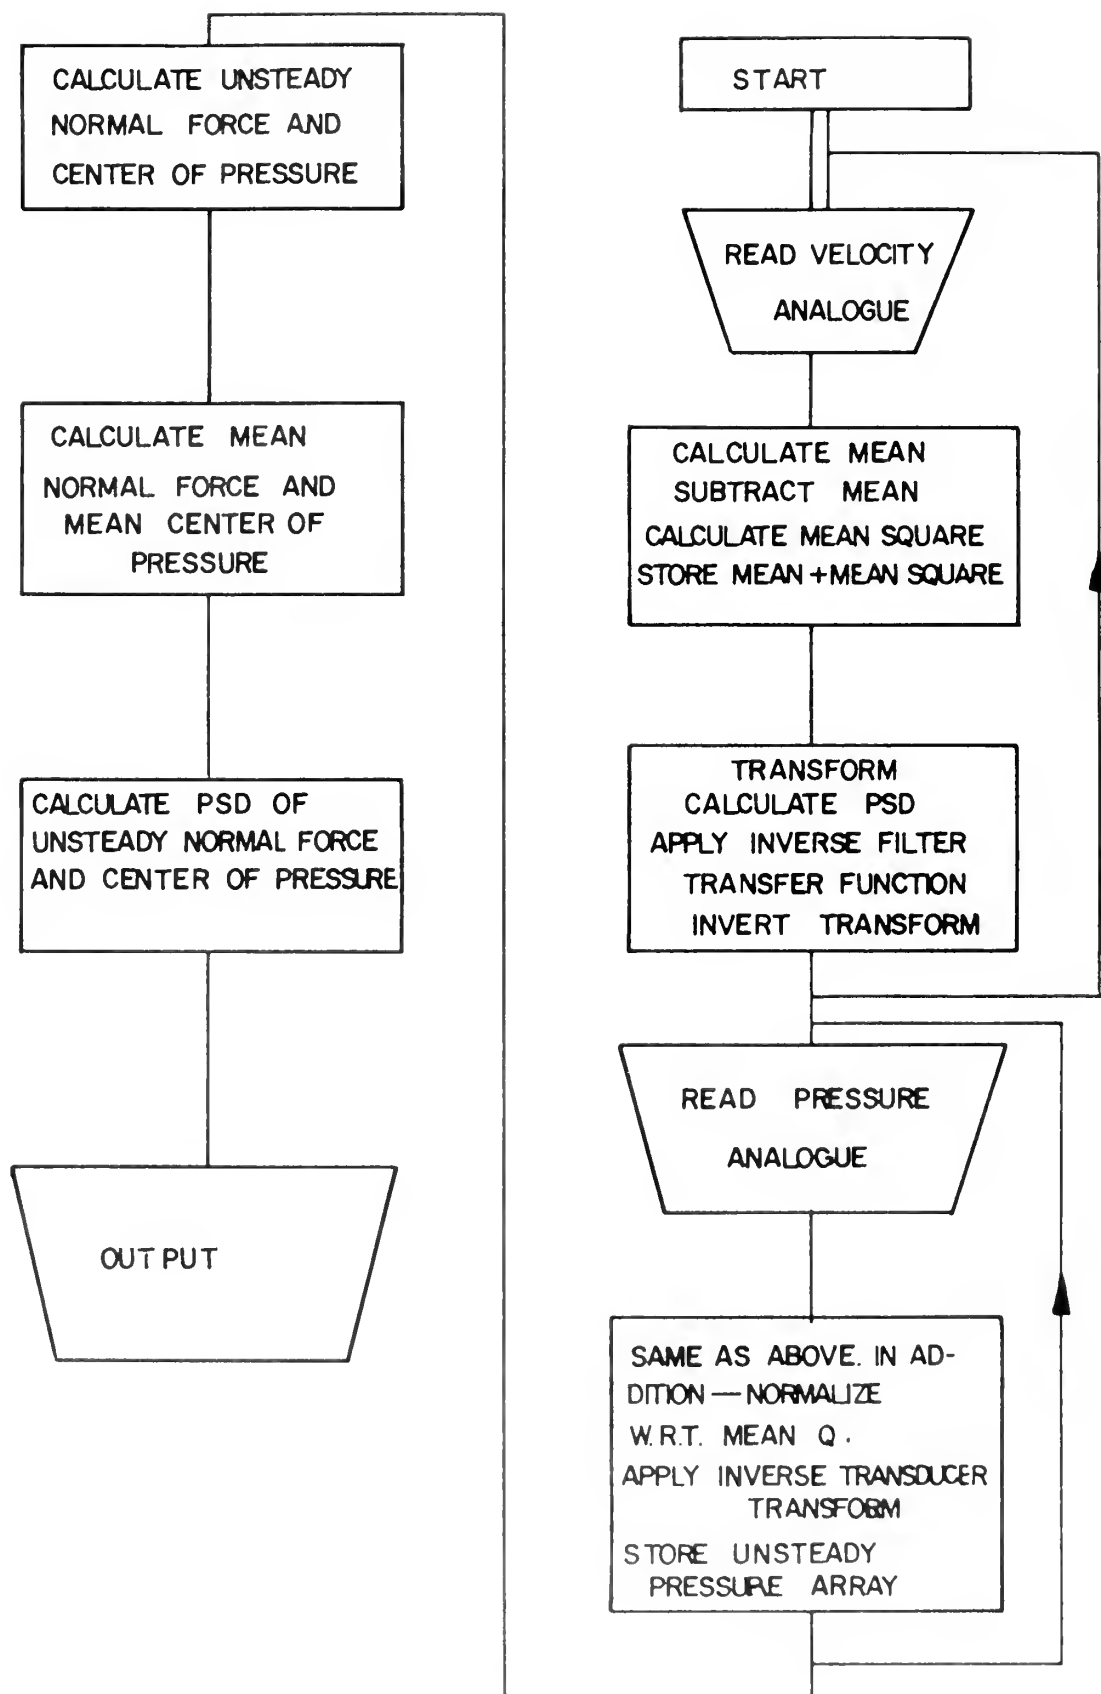 START
READ VELOCITY
ANALOGUE
CALCULATE MEAN
SUBTRACT MEAN
CALCULATE MEAN SQUARE
STORE MEAN + MEAN SQUARE
TRANSFORM
CALCULATE PSD
APPLY INVERSE FILTER
TRANSFER FUNCTION
INVERT TRANSFORM
READ PRESSURE
ANALOGUE
SAME AS ABOVE. IN AD-
DITION — NORMALIZE
W.R.T. MEAN Q.
APPLY INVERSE TRANSDUCER
TRANSFORM
STORE UNSTEADY
PRESSURE ARRAY
CALCULATE UNSTEADY
NORMAL FORCE AND
CENTER OF PRESSURE
CALCULATE MEAN
NORMAL FORCE AND
MEAN CENTER OF
PRESSURE
CALCULATE PSD OF
UNSTEADY NORMAL FORCE
AND CENTER OF PRESSURE
OUTPUT